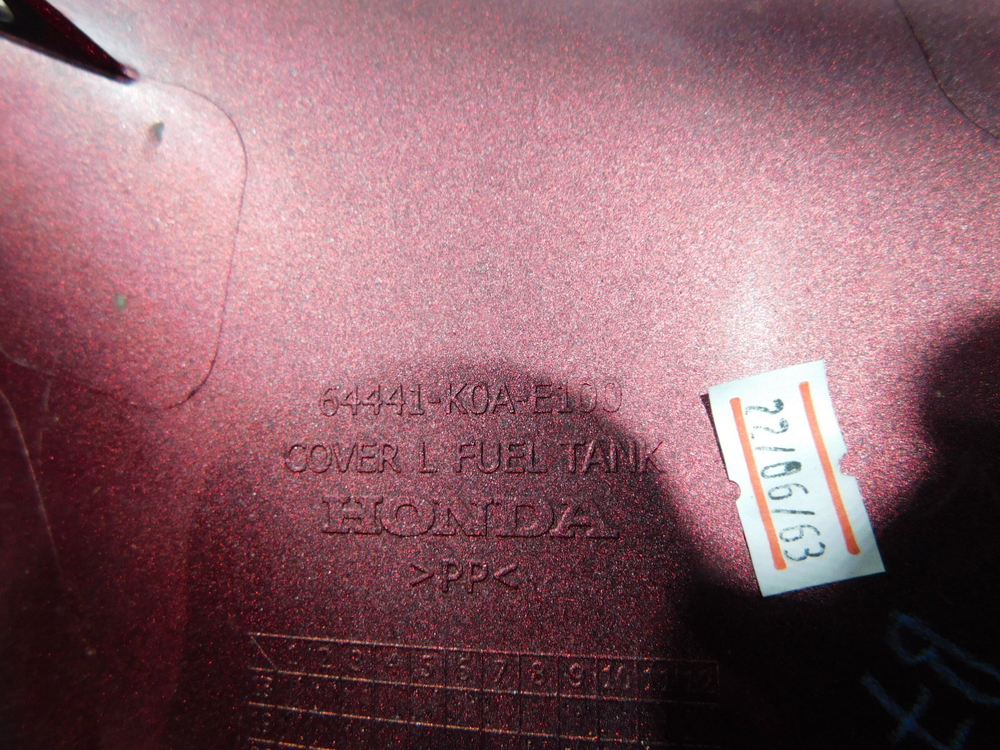 64441-K0A-E100
COVER L FUEL TANK
HONDA
>PP<
22/06/63
1 2 3 4 5 6 7 8 9 10 11 12